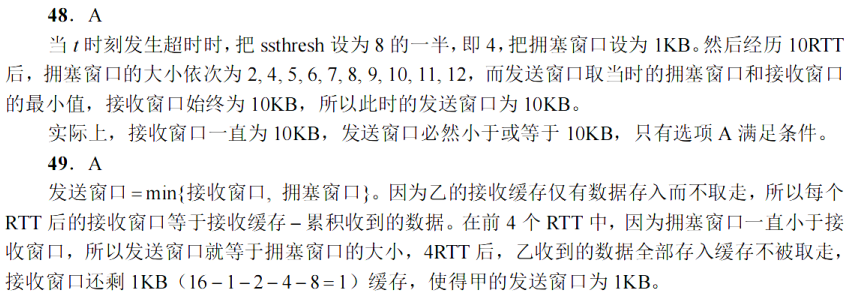 48．A
当 t 时刻发生超时时，把 ssthresh 设为 8 的一半，即 4，把拥塞窗口设为 1KB。然后经历 10RTT
后，拥塞窗口的大小依次为 2, 4, 5, 6, 7, 8, 9, 10, 11, 12，而发送窗口取当时的拥塞窗口和接收窗口
的最小值，接收窗口始终为 10KB，所以此时的发送窗口为 10KB。
实际上，接收窗口一直为 10KB，发送窗口必然小于或等于 10KB，只有选项 A 满足条件。
49．A
发送窗口 = min{接收窗口, 拥塞窗口}。因为乙的接收缓存仅有数据存入而不取走，所以每个
RTT 后的接收窗口等于接收缓存 – 累积收到的数据。在前 4 个 RTT 中，因为拥塞窗口一直小于接
收窗口，所以发送窗口就等于拥塞窗口的大小，4RTT 后，乙收到的数据全部存入缓存不被取走，
接收窗口还剩 1KB（16 – 1 – 2 – 4 – 8 = 1）缓存，使得甲的发送窗口为 1KB。